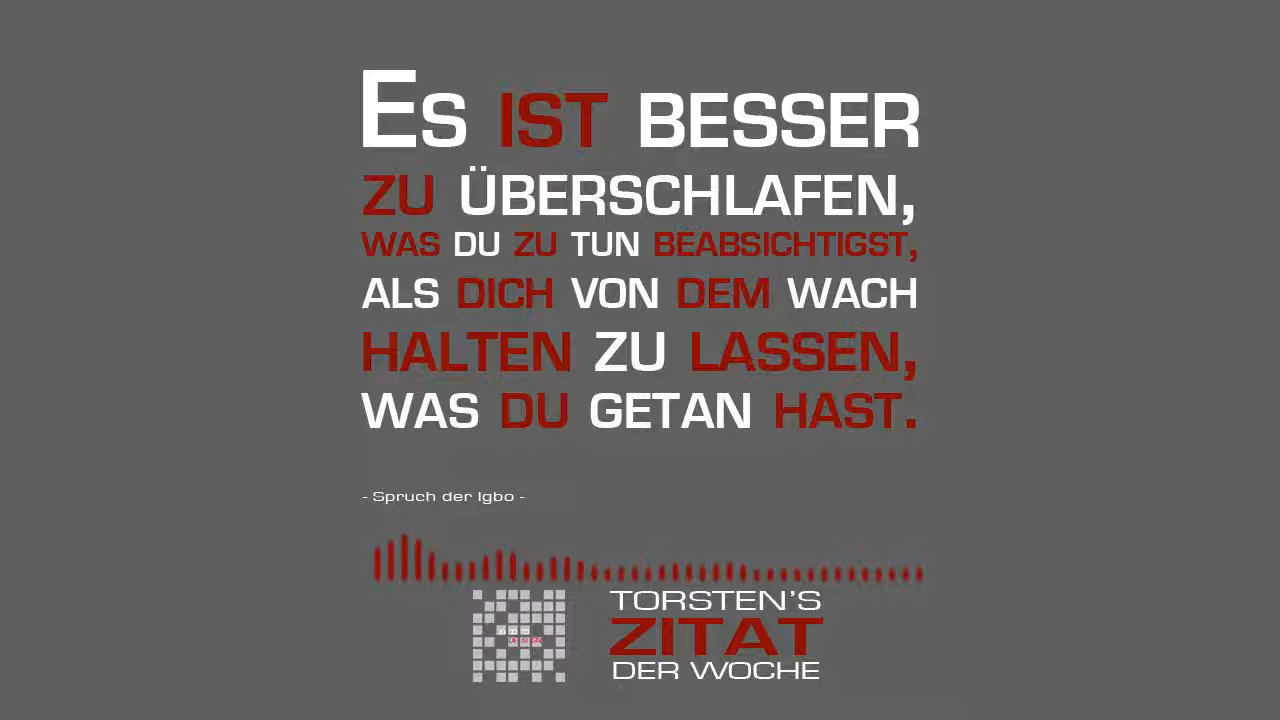 Es ist besser
zu überschlafen,
was du zu tun beabsichtigst,
als dich von dem wach
halten zu lassen,
was du getan hast.
- Spruch der Igbo -
TORSTEN'S
ZITAT
DER WOCHE